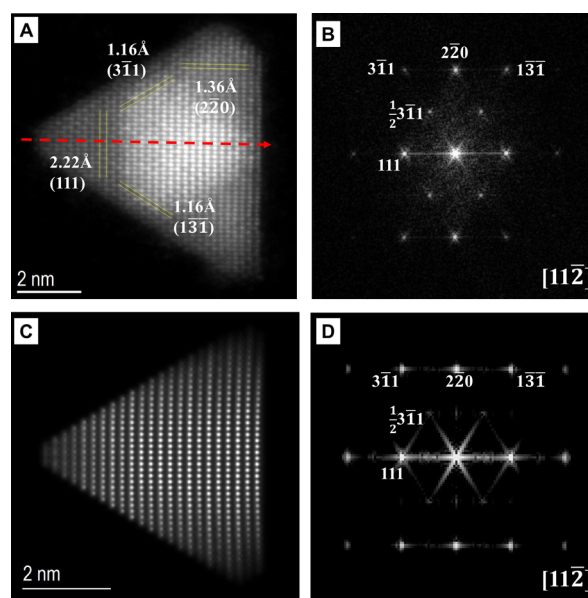 A
1.16Å
(31̅1)
1.36Å
(22̅0)
2.22Å
(111)
1.16Å
(13̅1̅)
2 nm
B
31̅1
22̅0
13̅1̅
½31̅1
111
[112̅]
C
2 nm
D
31̅1
22̅0
13̅1̅
½31̅1
111
[112̅]